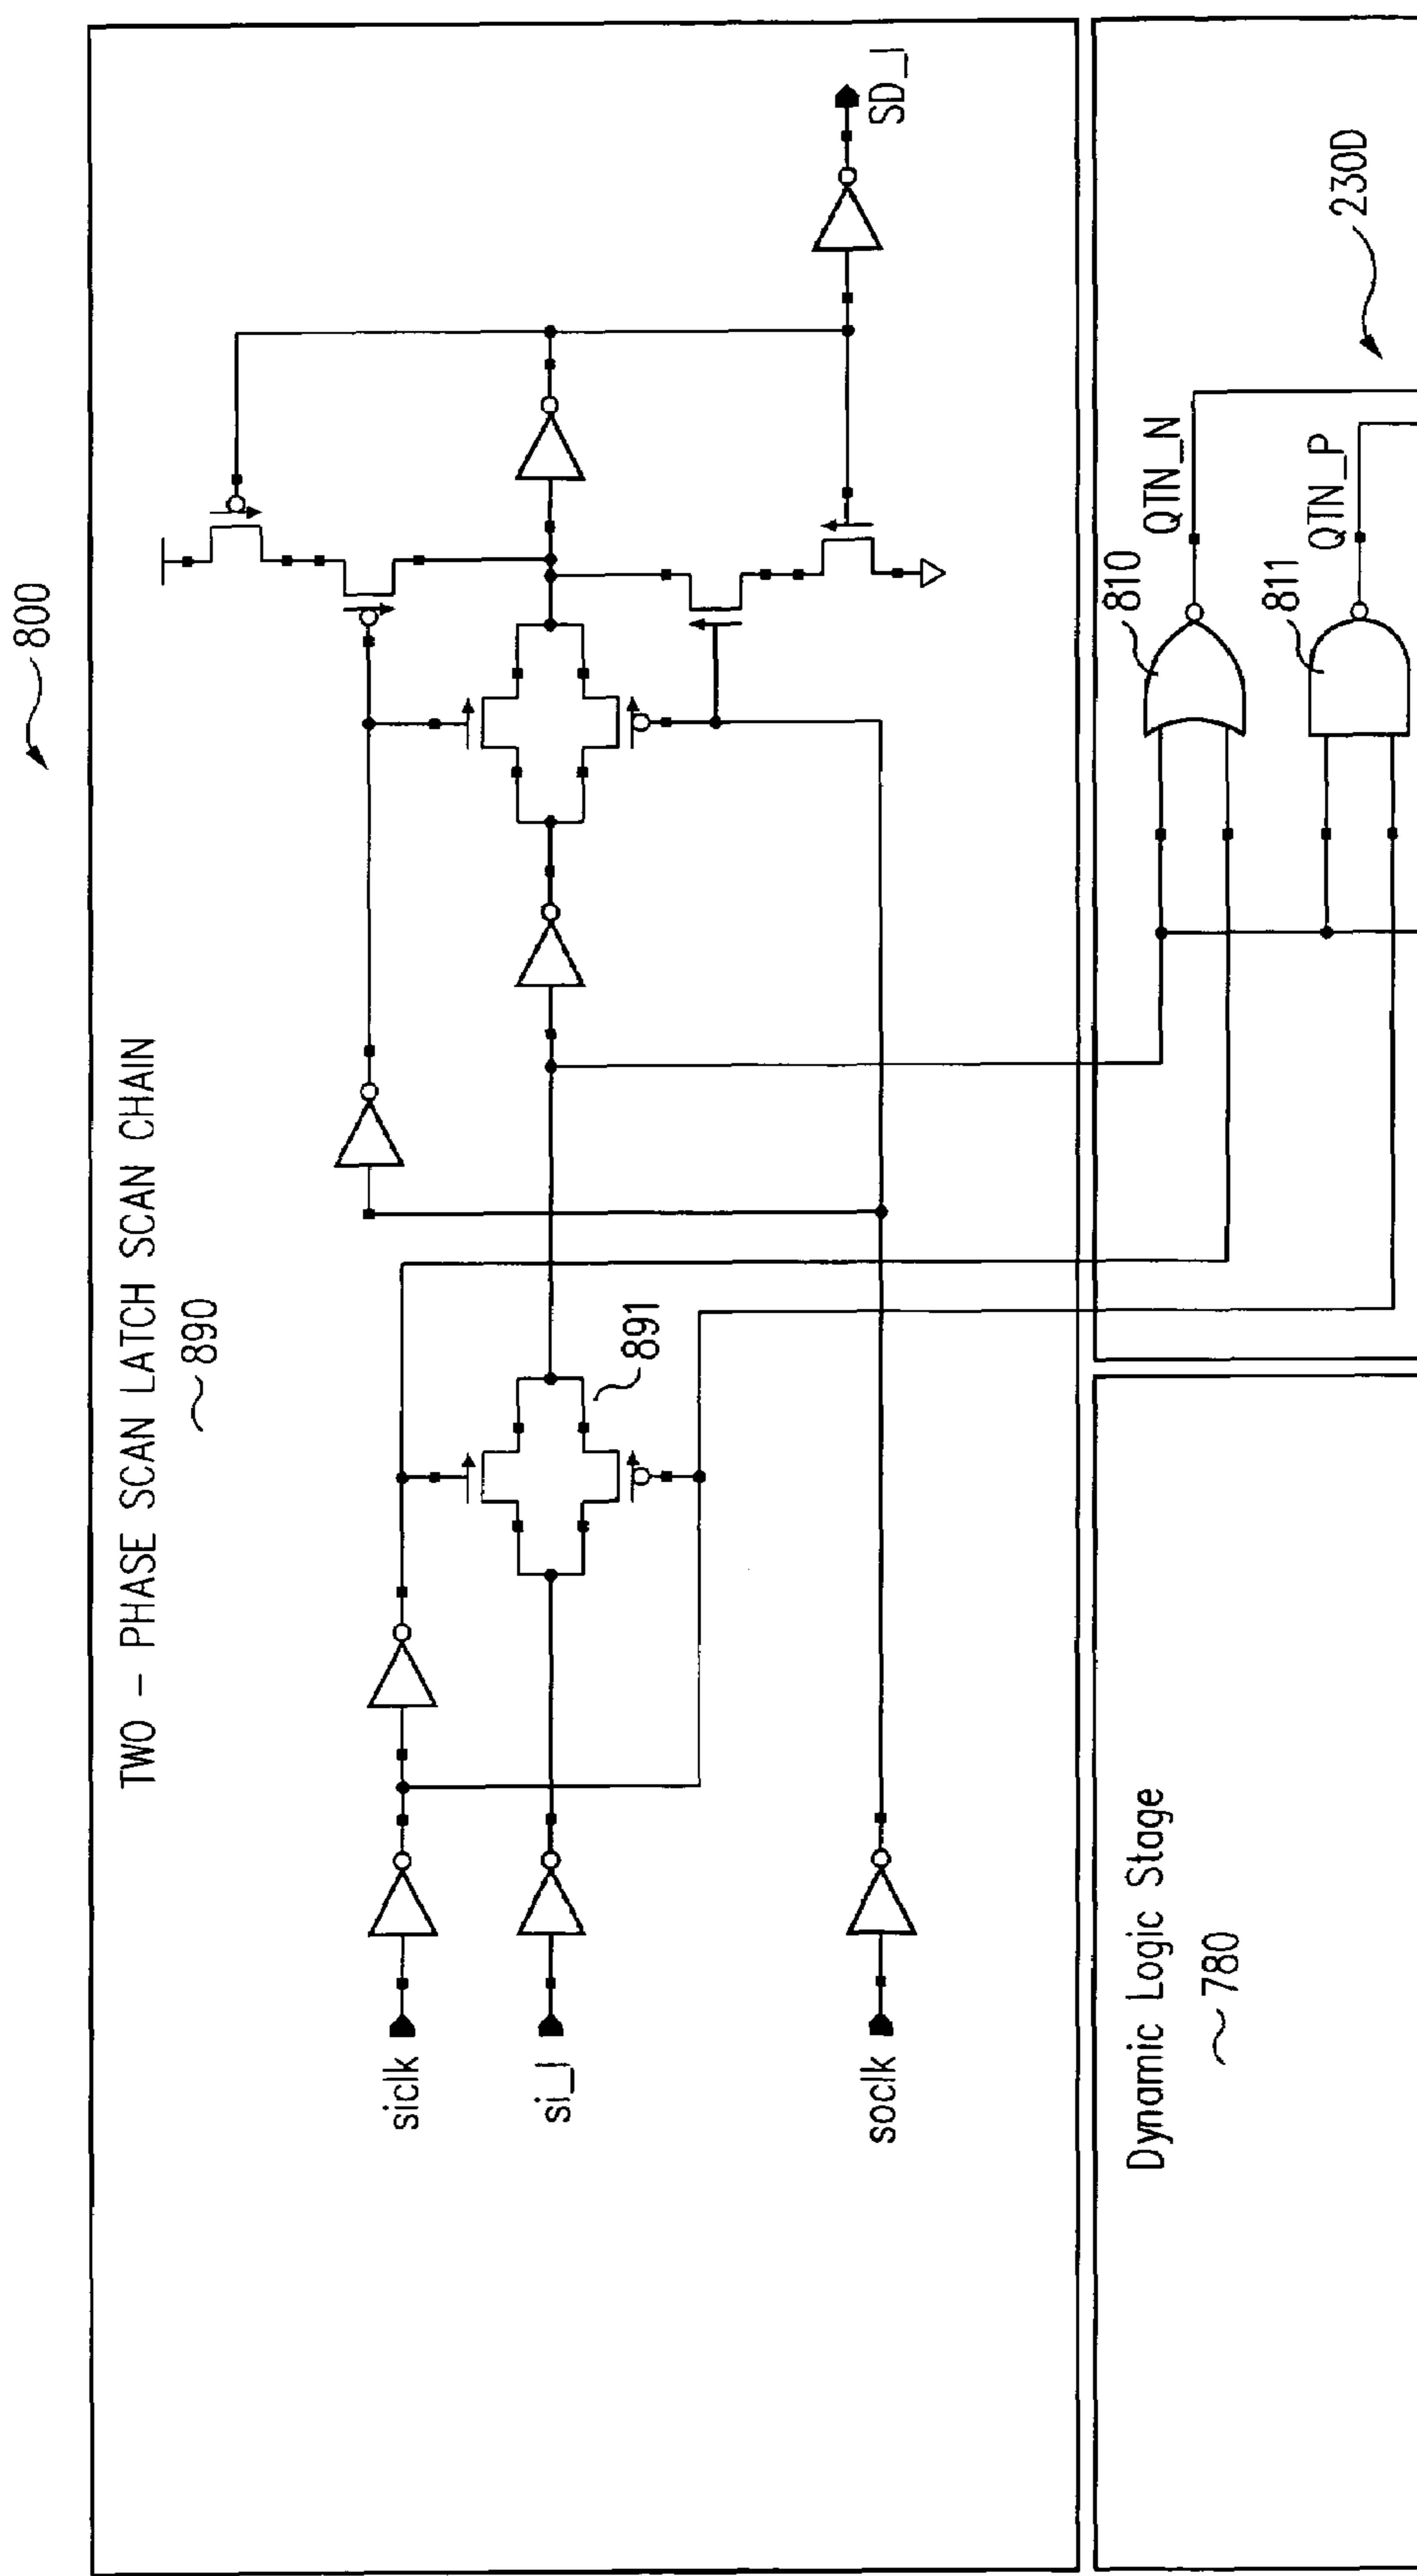 800
TWO - PHASE SCAN LATCH SCAN CHAIN
890
siclk
si_l
soclk
891
SD_l
Dynamic Logic Stage
780
810
QTN_N
811
QTN_P
230D